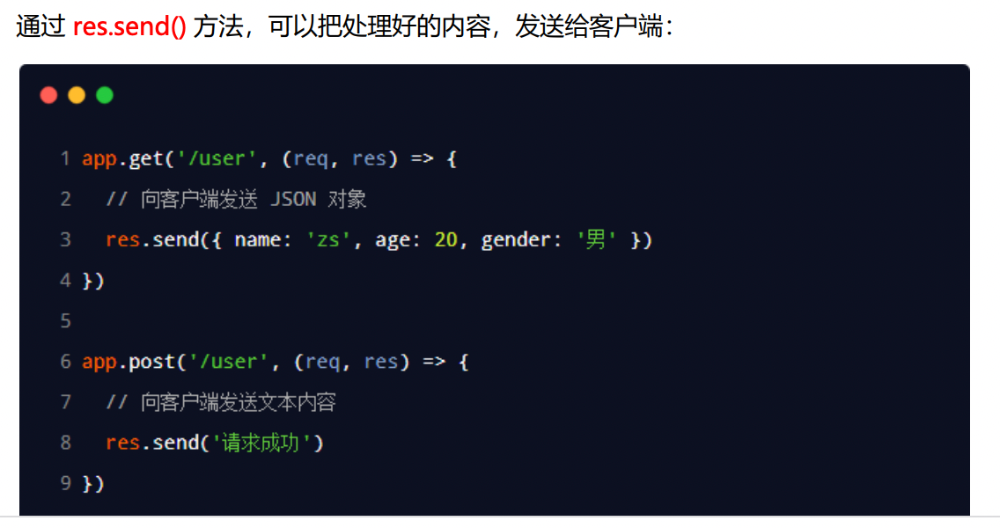 通过 res.send() 方法，可以把处理好的内容，发送给客户端：
1 app.get('/user', (req, res) => {
2   // 向客户端发送 JSON 对象
3   res.send({ name: 'zs', age: 20, gender: '男' })
4 })
5
6 app.post('/user', (req, res) => {
7   // 向客户端发送文本内容
8   res.send('请求成功')
9 })